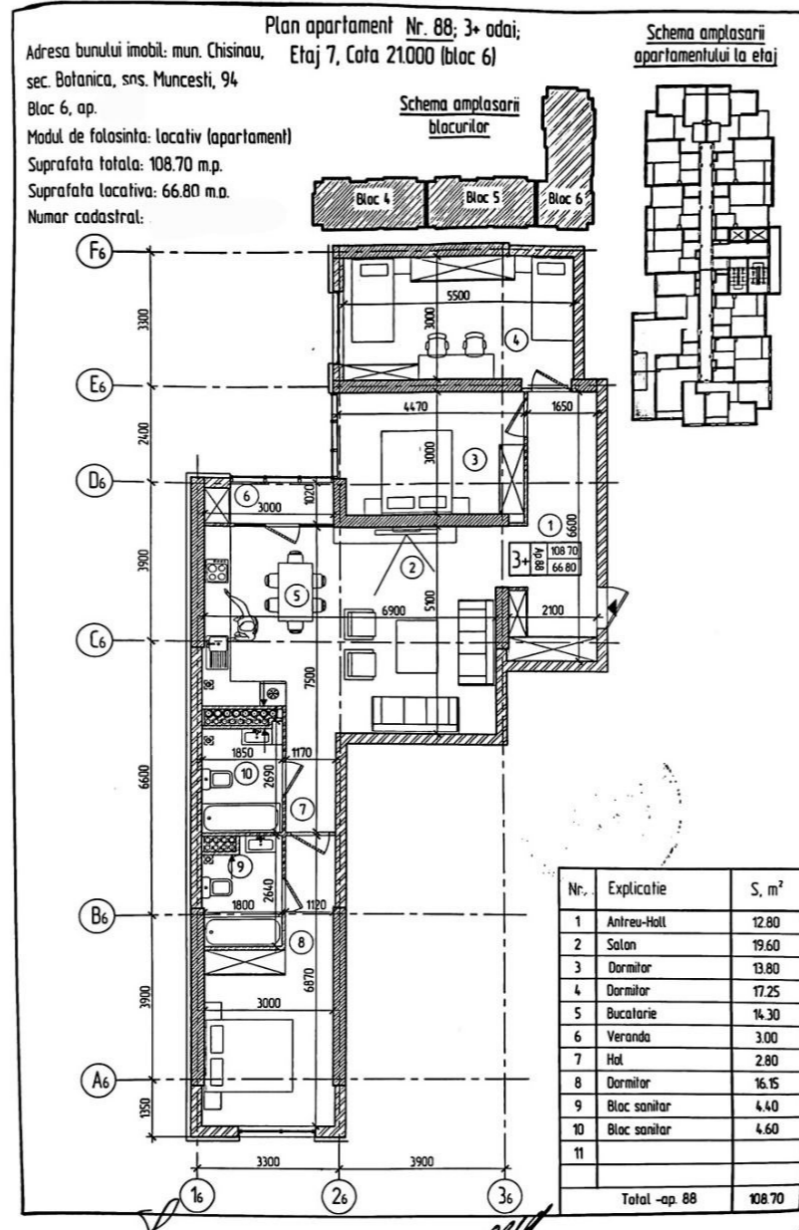 Plan apartament Nr. 88; 3+ odai;
Etaj 7, Cota 21.000 (bloc 6)
Adresa bunului imobil: mun. Chisinau,
sec. Botanica, sos. Muncesti, 94
Bloc 6, ap.
Modul de folosinta: locativ (apartament)
Suprafata totala: 108.70 m.p.
Suprafata locativa: 66.80 m.p.
Numar cadastral:
Schema amplasarii
blocurilor
Bloc 4
Bloc 5
Bloc 6
Schema amplasarii
apartamentului la etaj
F6
E6
D6
C6
B6
A6
3300
2400
3900
6600
3900
1350
5500
3000
4
4470
1650
3000
3
6
3000
1020
1
6600
3+ Ap.88 108 70
66 80
2
5
6900
5100
2100
7500
1850
1170
10
2690
7
9
2640
1800
1120
8
6870
3000
3300
3900
16
26
36
Nr. Explicatie S, m²
1 Antreu-Holl 12.80
2 Salon 19.60
3 Dormitor 13.80
4 Dormitor 17.25
5 Bucatarie 14.30
6 Veranda 3.00
7 Hol 2.80
8 Dormitor 16.15
9 Bloc sanitar 4.40
10 Bloc sanitar 4.60
11
Total -ap. 88 108.70